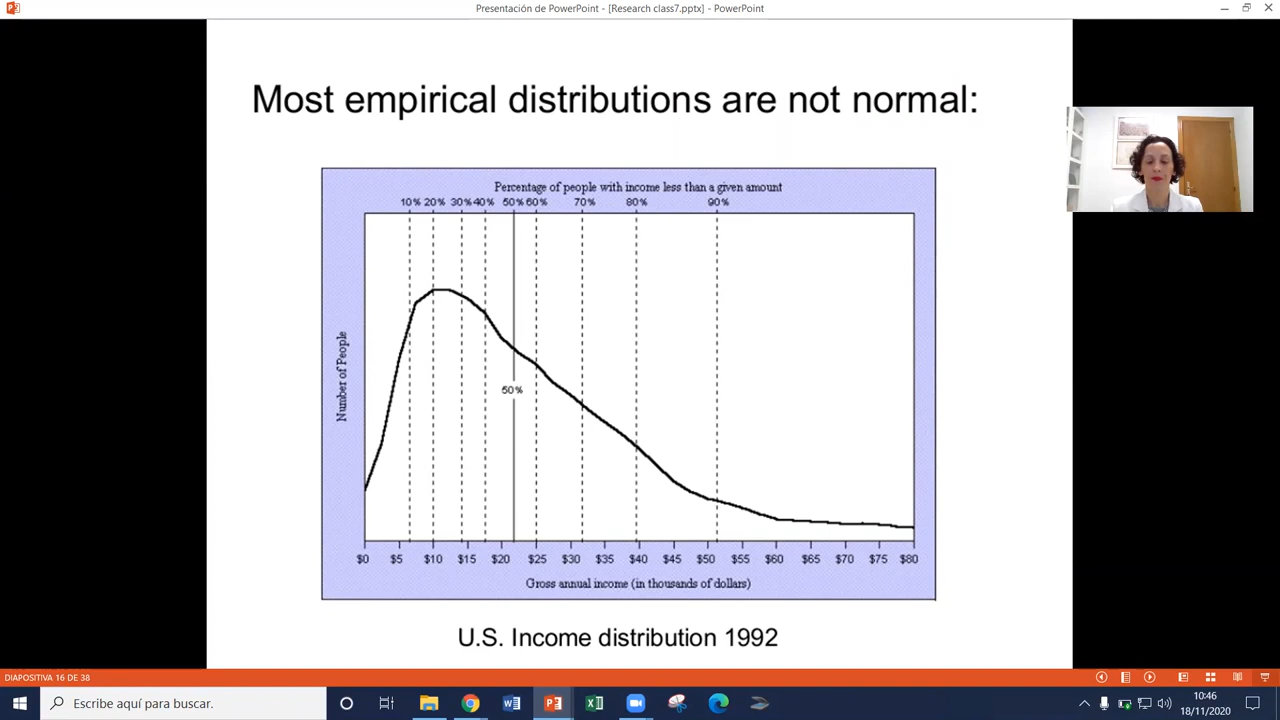 Presentación de PowerPoint - [Research class7.pptx] - PowerPoint
Most empirical distributions are not normal:
Percentage of people with income less than a given amount
10% 20% 30% 40% 50% 60% 70% 80% 90%
Number of People
50%
$0 $5 $10 $15 $20 $25 $30 $35 $40 $45 $50 $55 $60 $65 $70 $75 $80
Gross annual income (in thousands of dollars)
U.S. Income distribution 1992
DIAPOSITIVA 16 DE 38
Escribe aquí para buscar.
10:46
18/11/2020